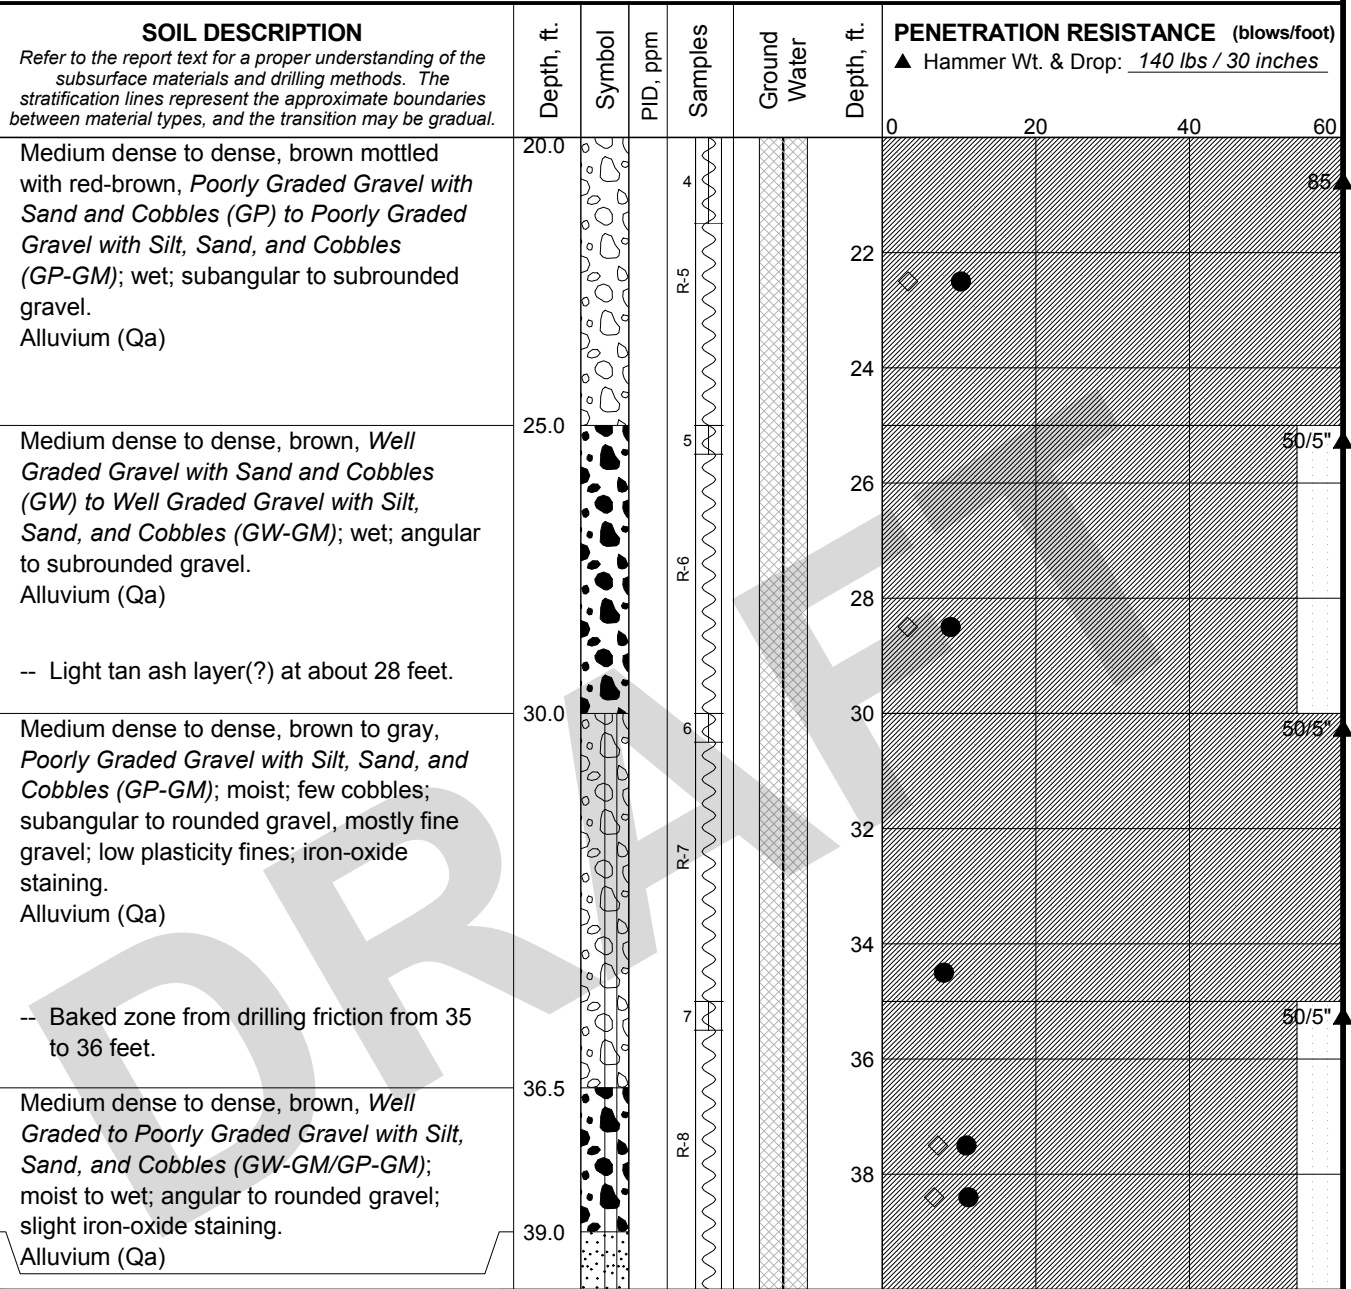 SOIL DESCRIPTION
Refer to the report text for a proper understanding of the
subsurface materials and drilling methods. The
stratification lines represent the approximate boundaries
between material types, and the transition may be gradual.
Depth, ft.
Symbol
PID, ppm
Samples
Ground
Water
Depth, ft.
PENETRATION RESISTANCE (blows/foot)
▲ Hammer Wt. & Drop: 140 lbs / 30 inches
0 20 40 60
Medium dense to dense, brown mottled
with red-brown, Poorly Graded Gravel with
Sand and Cobbles (GP) to Poorly Graded
Gravel with Silt, Sand, and Cobbles
(GP-GM); wet; subangular to subrounded
gravel.
Alluvium (Qa)
20.0
4
85
R-5
22
24
Medium dense to dense, brown, Well
Graded Gravel with Sand and Cobbles
(GW) to Well Graded Gravel with Silt,
Sand, and Cobbles (GW-GM); wet; angular
to subrounded gravel.
Alluvium (Qa)
-- Light tan ash layer(?) at about 28 feet.
25.0
5
50/5"
R-6
26
28
Medium dense to dense, brown to gray,
Poorly Graded Gravel with Silt, Sand, and
Cobbles (GP-GM); moist; few cobbles;
subangular to rounded gravel, mostly fine
gravel; low plasticity fines; iron-oxide
staining.
Alluvium (Qa)
-- Baked zone from drilling friction from 35
to 36 feet.
30.0
6
30
50/5"
R-7
32
34
7
50/5"
36
Medium dense to dense, brown, Well
Graded to Poorly Graded Gravel with Silt,
Sand, and Cobbles (GW-GM/GP-GM);
moist to wet; angular to rounded gravel;
slight iron-oxide staining.
Alluvium (Qa)
36.5
R-8
38
39.0
DRAFT